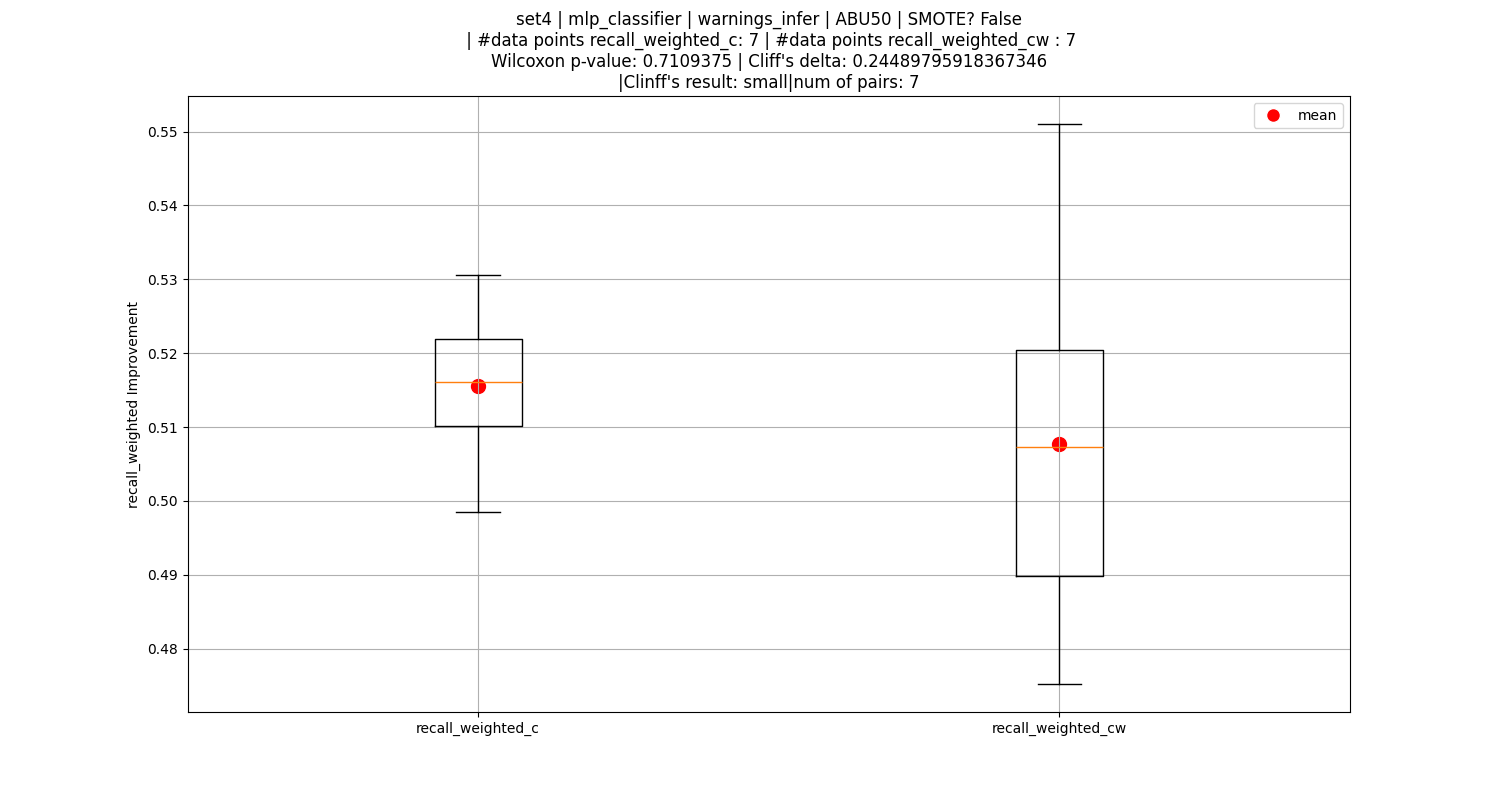 set4 | mlp_classifier | warnings_infer | ABU50 | SMOTE? False
| #data points recall_weighted_c: 7 | #data points recall_weighted_cw : 7
Wilcoxon p-value: 0.7109375 | Cliff's delta: 0.24489795918367346
|Clinff's result: small|num of pairs: 7
mean
0.55
0.54
0.53
0.52
0.51
0.50
0.49
0.48
recall_weighted Improvement
recall_weighted_c
recall_weighted_cw